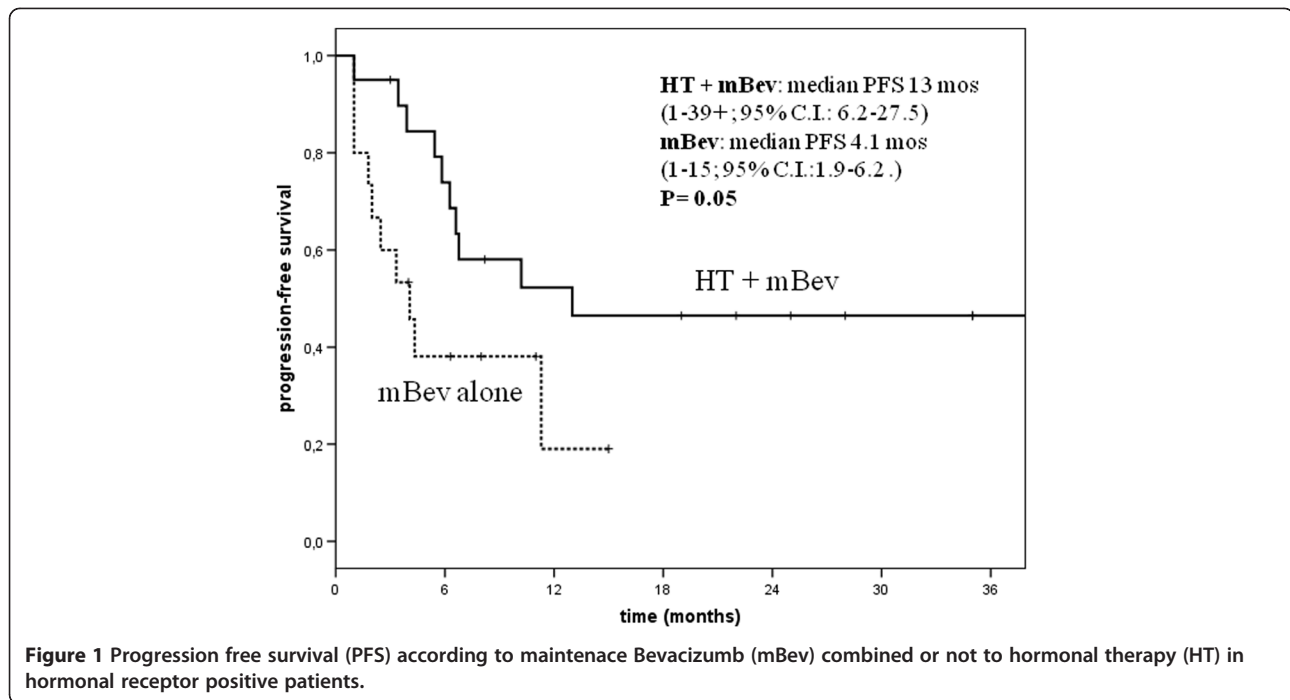 1,0
0,8
0,6
0,4
0,2
0,0
progression-free survival
HT + mBev: median PFS 13 mos
(1-39+; 95% C.I.: 6.2-27.5)
mBev: median PFS 4.1 mos
(1-15; 95% C.I.:1.9-6.2.)
P= 0.05
HT + mBev
mBev alone
0 6 12 18 24 30 36
time (months)
Figure 1 Progression free survival (PFS) according to maintenace Bevacizumb (mBev) combined or not to hormonal therapy (HT) in
hormonal receptor positive patients.